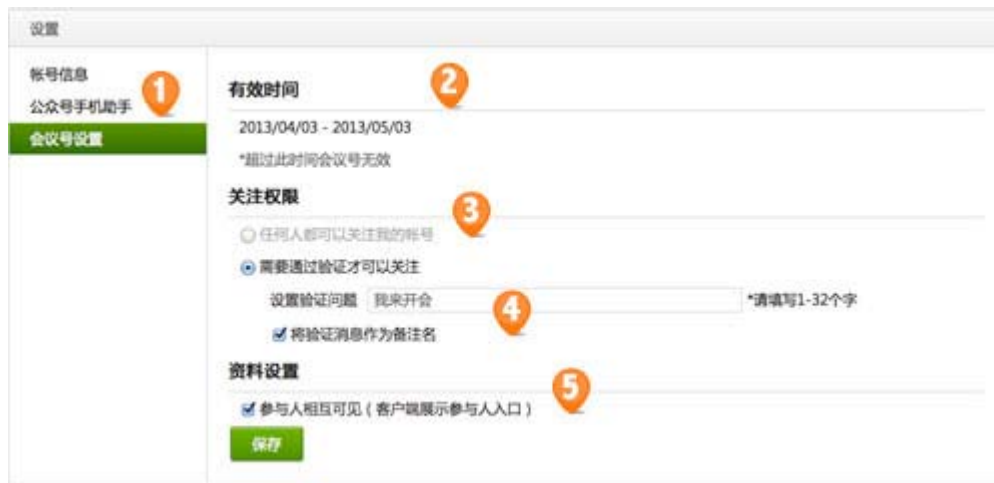 设置
帐号信息
公众号手机助手
会议号设置
1
2
有效时间
2013/04/03 - 2013/05/03
*超过此时间会议号无效
关注权限
3
任何人都可以关注我的帐号
需要通过验证才可以关注
设置验证问题 我来开会 *请填写1-32个字
4
将验证消息作为备注名
资料设置
5
参与人相互可见（客户端展示参与人入口）
保存